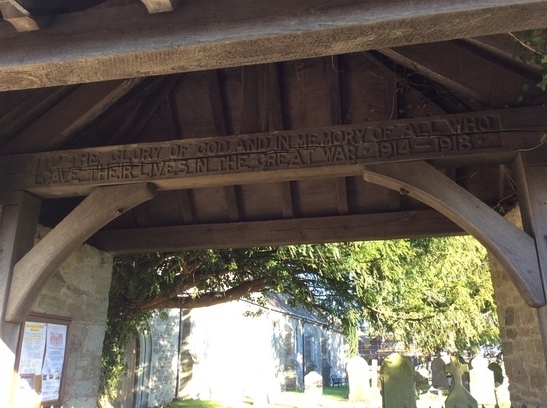 TO THE GLORY OF GOD AND IN MEMORY OF ALL WHO
GAVE THEIR LIVES IN THE GREAT WAR · 1914–1918 ·